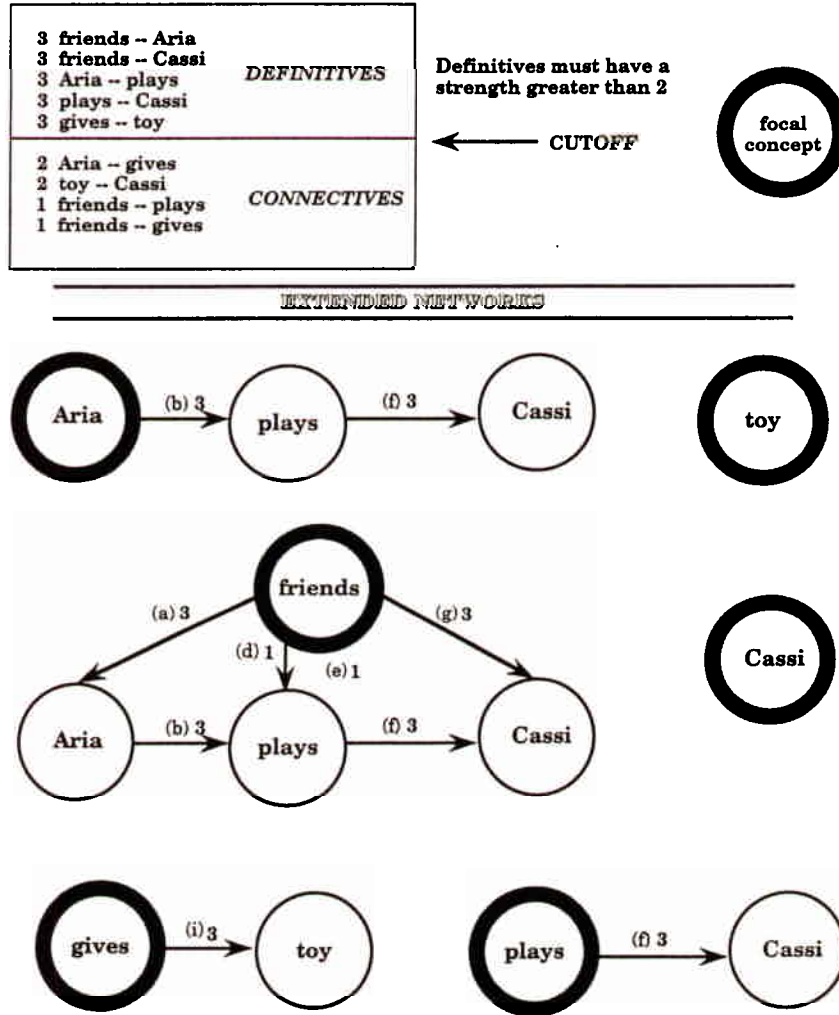 3 friends -- Aria
3 friends -- Cassi
3 Aria -- plays
3 plays -- Cassi
3 gives -- toy
DEFINITIVES
2 Aria -- gives
2 toy -- Cassi
1 friends -- plays
1 friends -- gives
CONNECTIVES
Definitives must have a
strength greater than 2
CUTOFF
focal
concept
EXTENDED NETWORKS
Aria
(b) 3
plays
(f) 3
Cassi
toy
friends
(a) 3
(d) 1
(e) 1
(g) 3
Aria
(b) 3
plays
(f) 3
Cassi
Cassi
gives
(i) 3
toy
plays
(f) 3
Cassi